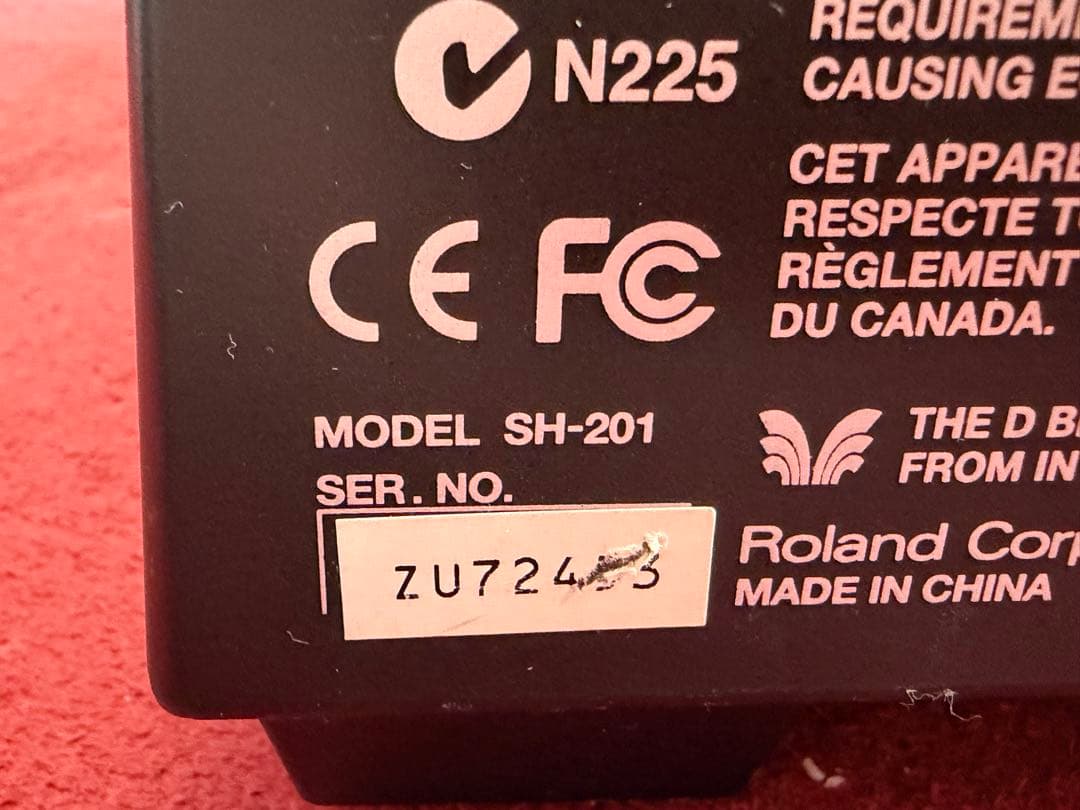 N225
REQUIREM
CAUSING E
CET APPARE
RESPECTE T
RÈGLEMENT
DU CANADA.
CE FC
MODEL SH-201
SER. NO.
THE D B
FROM IN
Roland Corp
MADE IN CHINA